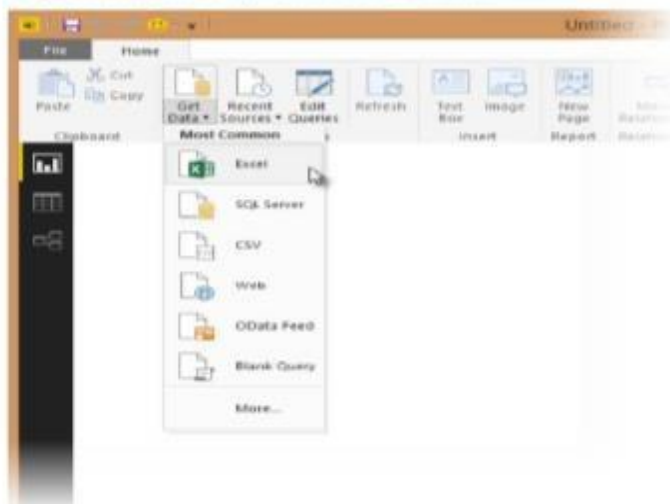 File Home
Cut
Copy
Paste
Clipboard
Get Data
Recent Sources
Edit Queries
Refresh
Text Box
Image
Insert
New Page
Report
Most Common
Excel
SQL Server
CSV
Web
OData Feed
Blank Query
More...